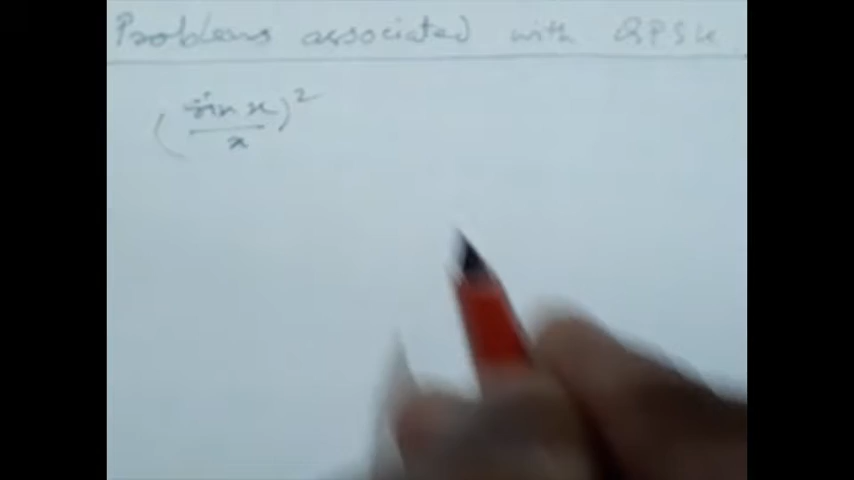 Problems associated with QPSK
(sin x / x)²